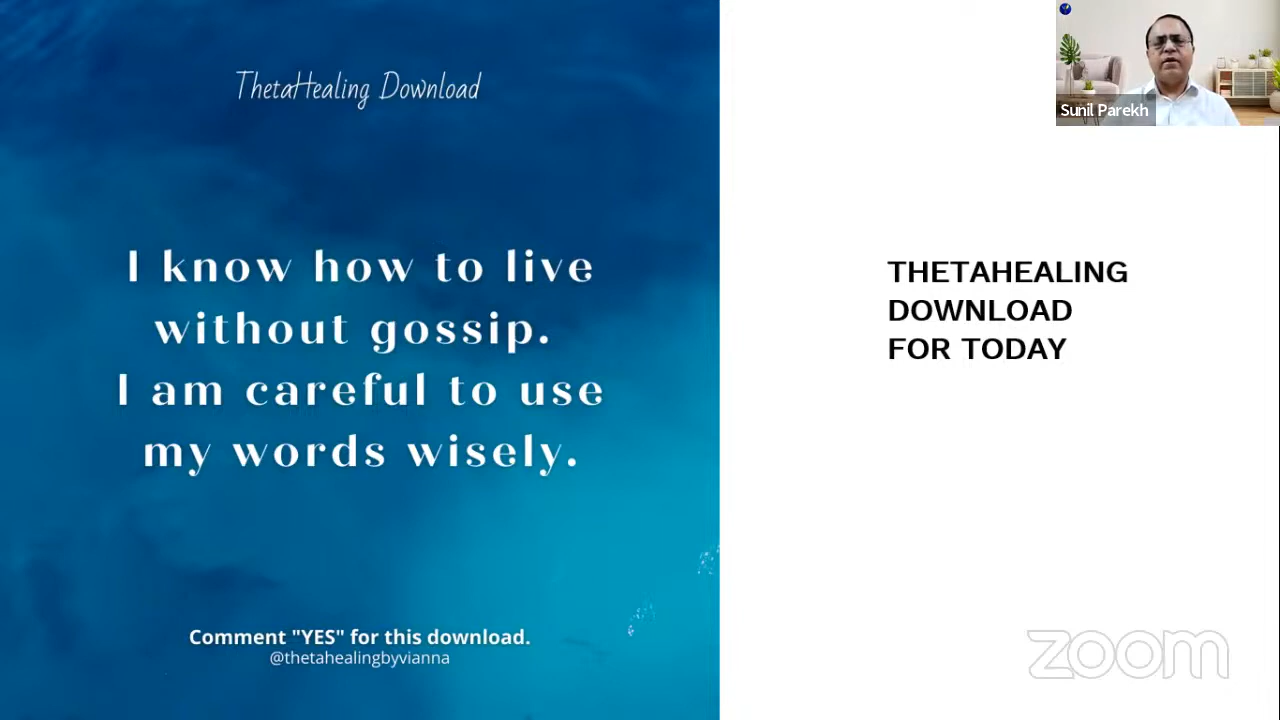 ThetaHealing Download
I know how to live
without gossip.
I am careful to use
my words wisely.
Comment "YES" for this download.
@thetahealingbyvianna
Sunil Parekh
THETAHEALING
DOWNLOAD
FOR TODAY
zoom